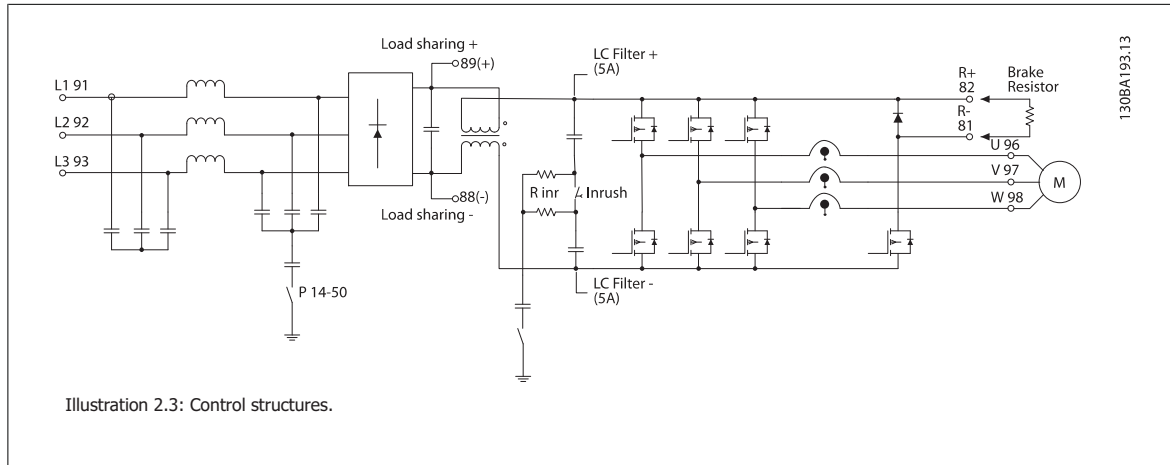 Load sharing +
89(+)
LC Filter +
(5A)
130BA193.13
L1 91
L2 92
L3 93
R+
82
Brake
Resistor
R-
81
U 96
V 97
W 98
M
R inr
Inrush
88(-)
Load sharing -
LC Filter -
(5A)
P 14-50
Illustration 2.3: Control structures.